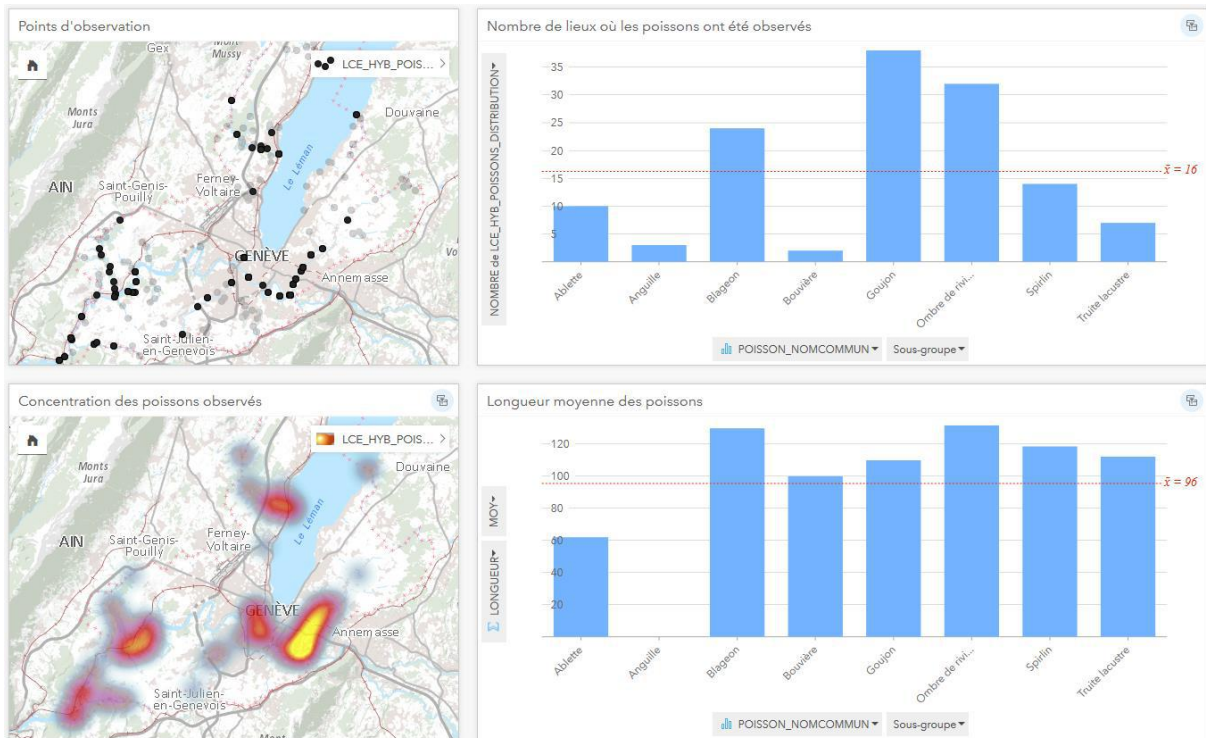 Points d'observation
LCE_HYB_POIS...
Gex
Mont
Mussy
Monts
Jura
Douvaine
Le Léman
AIN
Saint-Genis-
Pouilly
Ferney-
Voltaire
GENÈVE
Annemasse
Saint-Julien-
en-Genevois
Nombre de lieux où les poissons ont été observés
NOMBRE de LCE_HYB_POISSONS_DISTRIBUTION
35
30
25
20
15
10
5
x̄ = 16
Ablette
Anguille
Blageon
Bouvière
Goujon
Ombre de rivi...
Spirlin
Truite lacustre
POISSON_NOMCOMMUN
Sous-groupe
Concentration des poissons observés
LCE_HYB_POIS...
Monts
Jura
Douvaine
Le Léman
AIN
Saint-Genis-
Pouilly
Ferney-
Voltaire
GENÈVE
Annemasse
Saint-Julien-
en-Genevois
Mont
Longueur moyenne des poissons
MOY
Σ LONGUEUR
120
100
80
60
40
20
x̄ = 96
Ablette
Anguille
Blageon
Bouvière
Goujon
Ombre de rivi...
Spirlin
Truite lacustre
POISSON_NOMCOMMUN
Sous-groupe